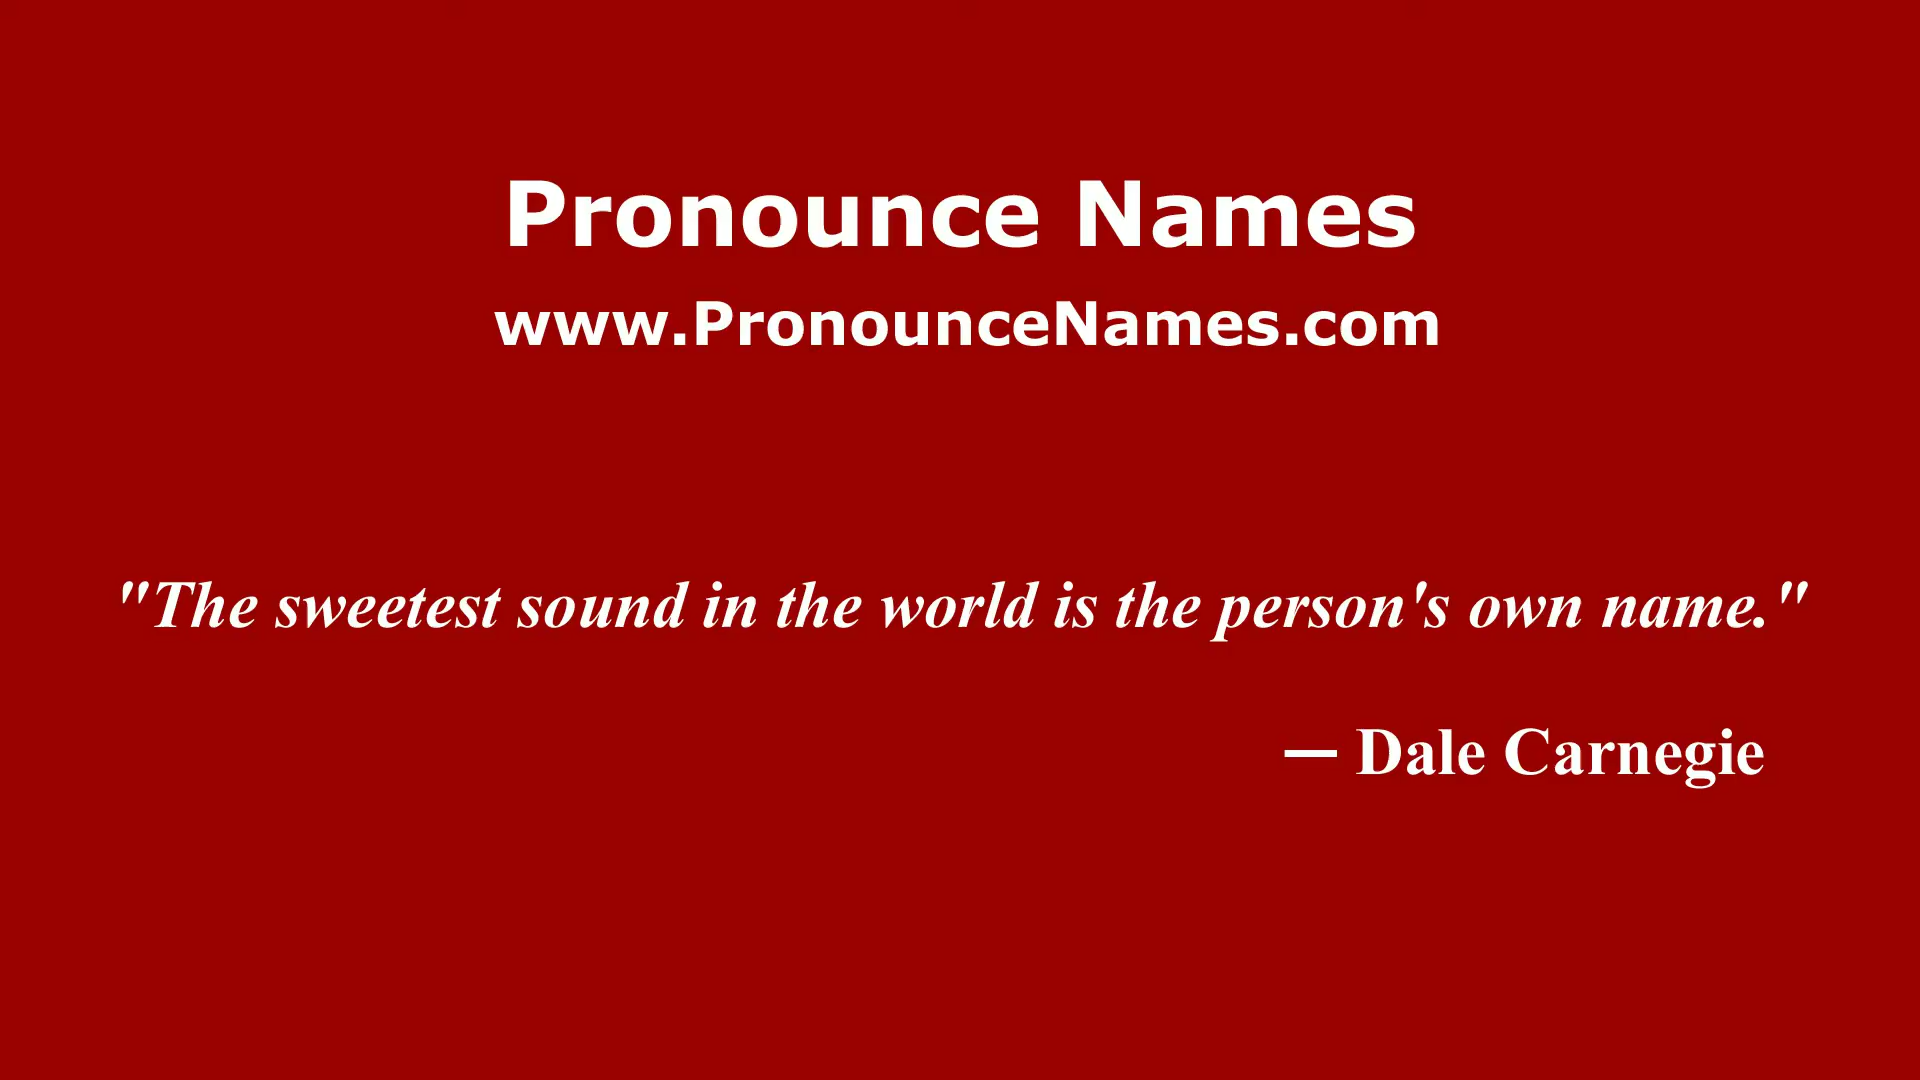 Pronounce Names
www.PronounceNames.com
"The sweetest sound in the world is the person's own name."
— Dale Carnegie